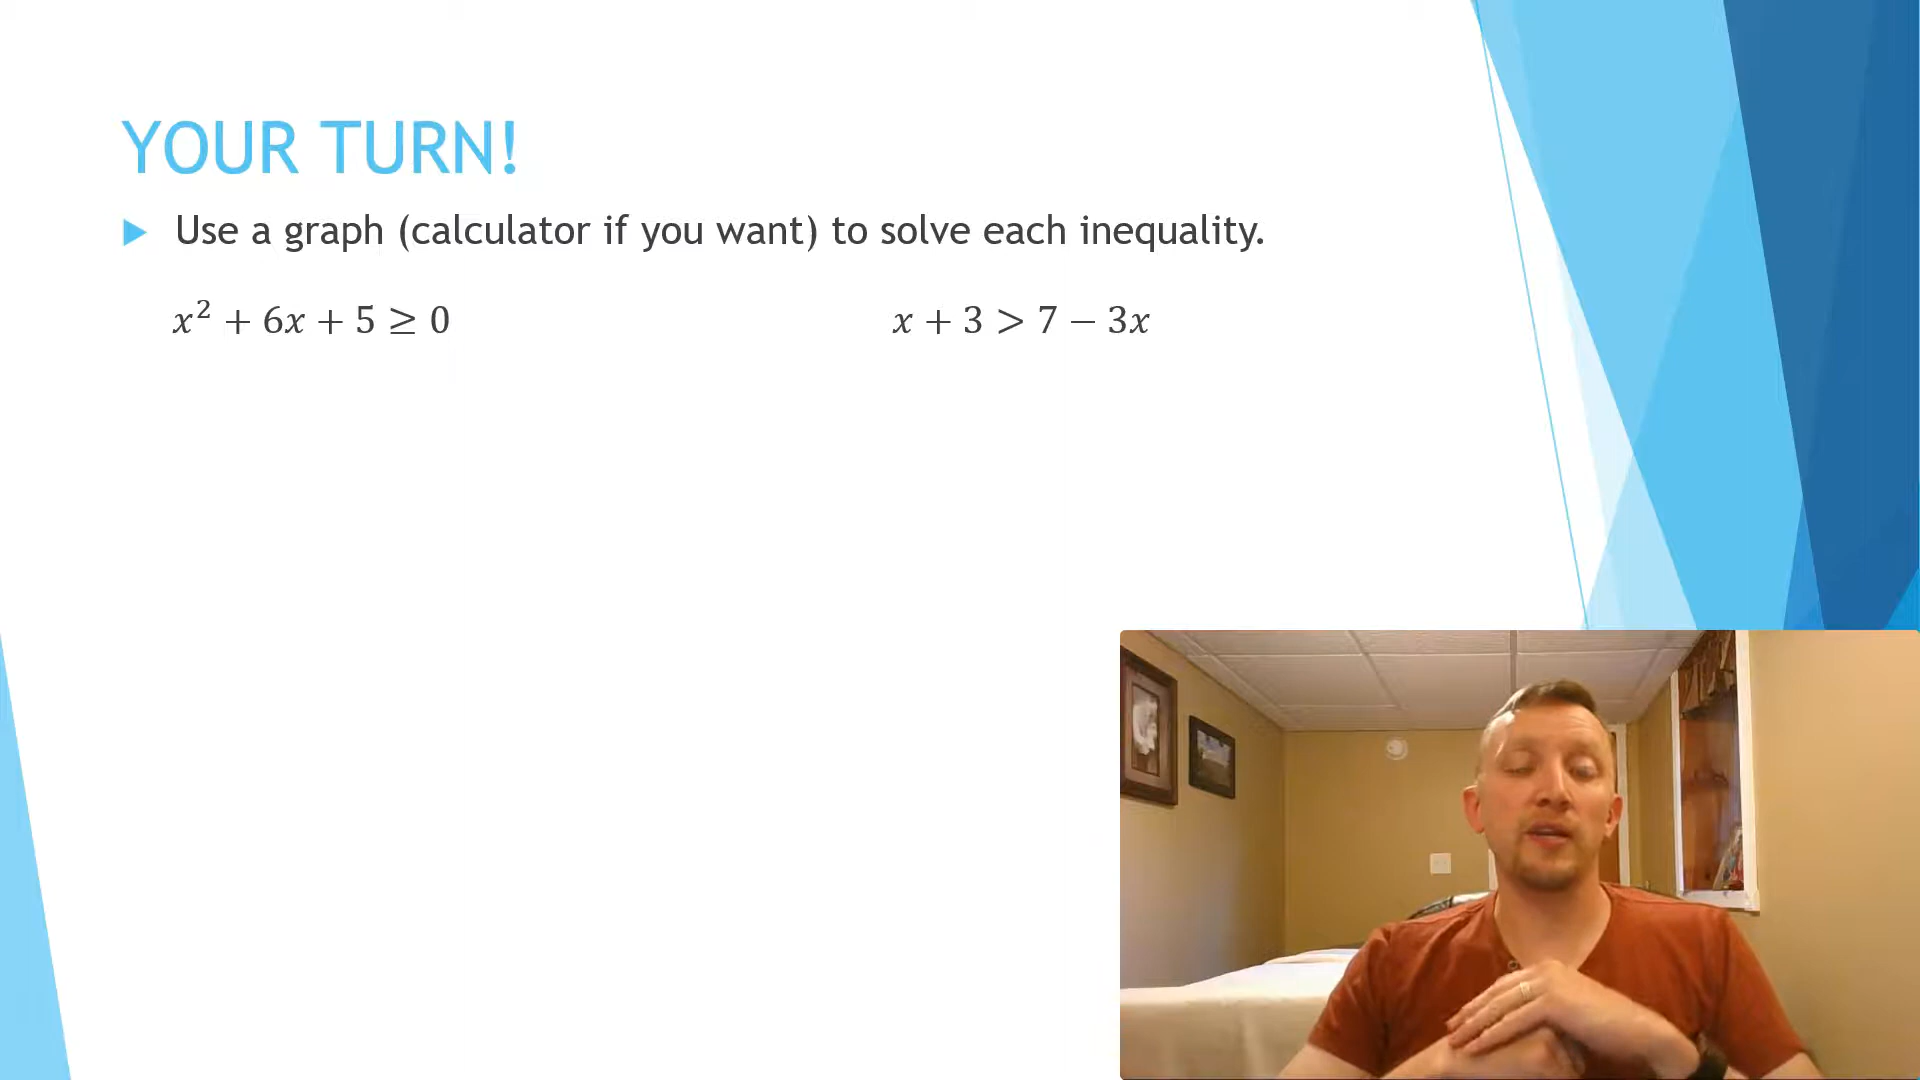 YOUR TURN!
Use a graph (calculator if you want) to solve each inequality.
x² + 6x + 5 ≥ 0
x + 3 > 7 − 3x